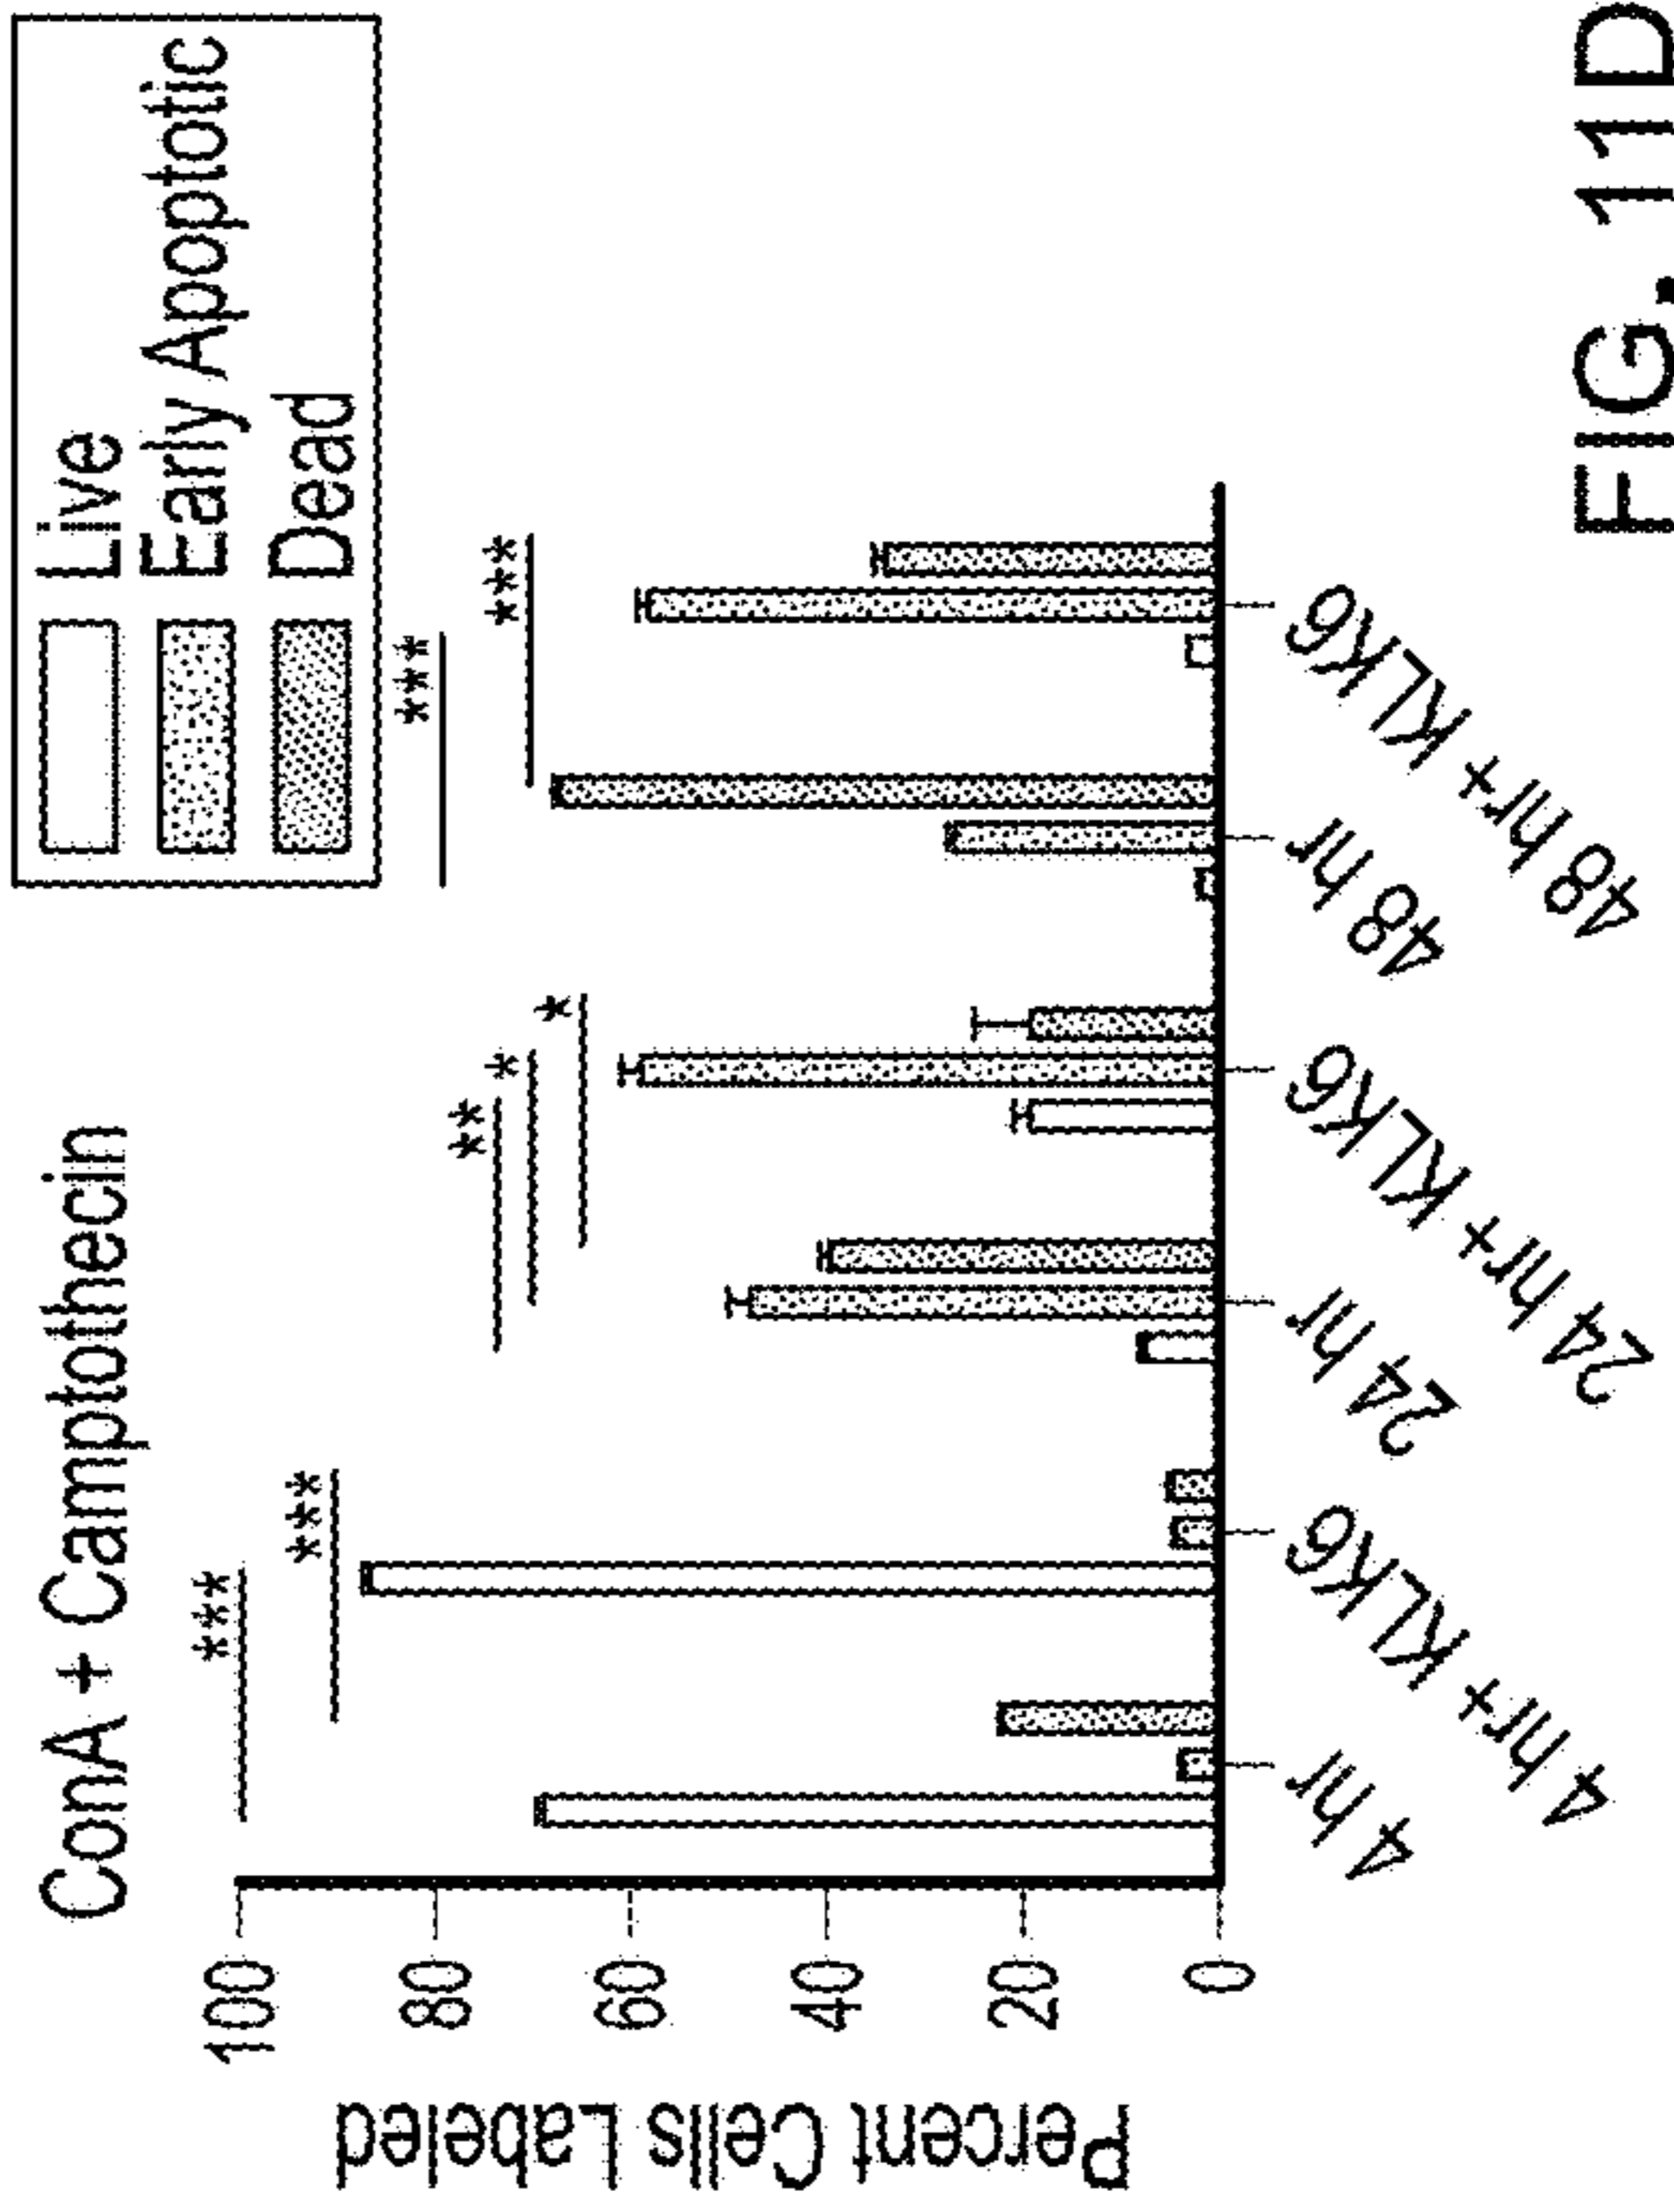 ConA + Camptothecin
Live
Early Apoptotic
Dead
***
***
**
*
*
***
***
Percent Cells Labeled
100
80
60
40
20
0
4 hr
4 hr+ KLK6
24 hr
24 hr+ KLK6
48 hr
48 hr+ KLK6
FIG. 11D